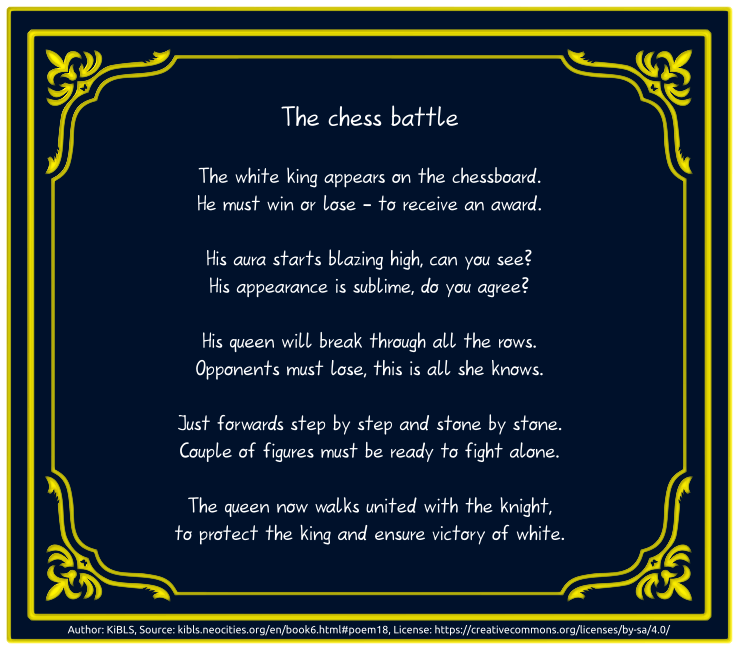 The chess battle
The white king appears on the chessboard.
He must win or lose – to receive an award.
His aura starts blazing high, can you see?
His appearance is sublime, do you agree?
His queen will break through all the rows.
Opponents must lose, this is all she knows.
Just forwards step by step and stone by stone.
Couple of figures must be ready to fight alone.
The queen now walks united with the knight,
to protect the king and ensure victory of white.
Author: KiBLS, Source: kibls.neocities.org/en/book6.html#poem18, License: https://creativecommons.org/licenses/by-sa/4.0/